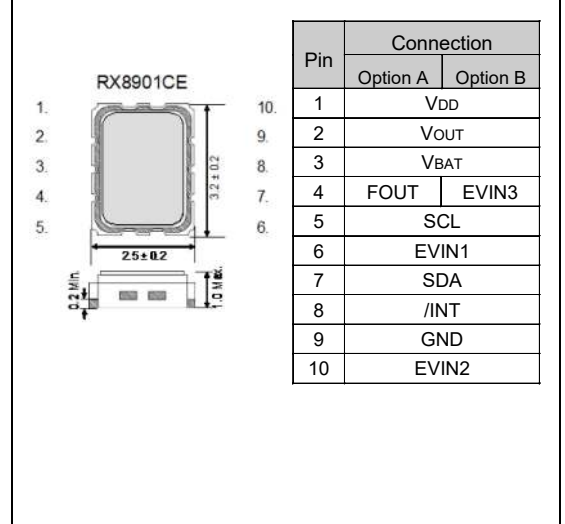 RX8901CE
1. 10.
2. 9.
3. 8.
4. 7.
5. 6.
3.2 ± 0.2
2.5 ± 0.2
0.2 Min.
1.0 Max.
Pin Connection
Option A Option B
1 VDD
2 VOUT
3 VBAT
4 FOUT EVIN3
5 SCL
6 EVIN1
7 SDA
8 /INT
9 GND
10 EVIN2